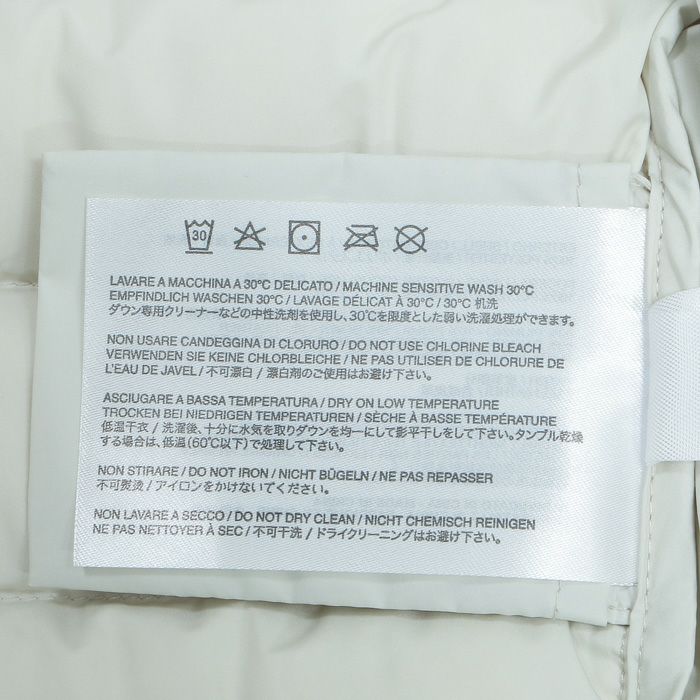 30
LAVARE A MACCHINA A 30°C DELICATO / MACHINE SENSITIVE WASH 30°C
EMPFINDLICH WASCHEN 30°C / LAVAGE DÉLICAT À 30°C / 30°C 机洗
ダウン専用クリーナーなどの中性洗剤を使用し、30℃を限度とした弱い洗濯処理ができます。
NON USARE CANDEGGINA DI CLORURO / DO NOT USE CHLORINE BLEACH
VERWENDEN SIE KEINE CHLORBLEICHE / NE PAS UTILISER DE CHLORURE DE
L'EAU DE JAVEL / 不可漂白 / 漂白剤のご使用はお避け下さい。
ASCIUGARE A BASSA TEMPERATURA / DRY ON LOW TEMPERATURE
TROCKEN BEI NIEDRIGEN TEMPERATUREN / SÈCHE À BASSE TEMPÉRATURE
低温干衣 / 洗濯後、十分に水気を取りダウンを均一にして影平干しをして下さい。タンブル乾燥
する場合は、低温(60℃以下)で処理して下さい。
NON STIRARE / DO NOT IRON / NICHT BÜGELN / NE PAS REPASSER
不可熨烫 / アイロンをかけないでください。
NON LAVARE A SECCO / DO NOT DRY CLEAN / NICHT CHEMISCH REINIGEN
NE PAS NETTOYER À SEC / 不可干洗 / ドライクリーニングはお避け下さい。